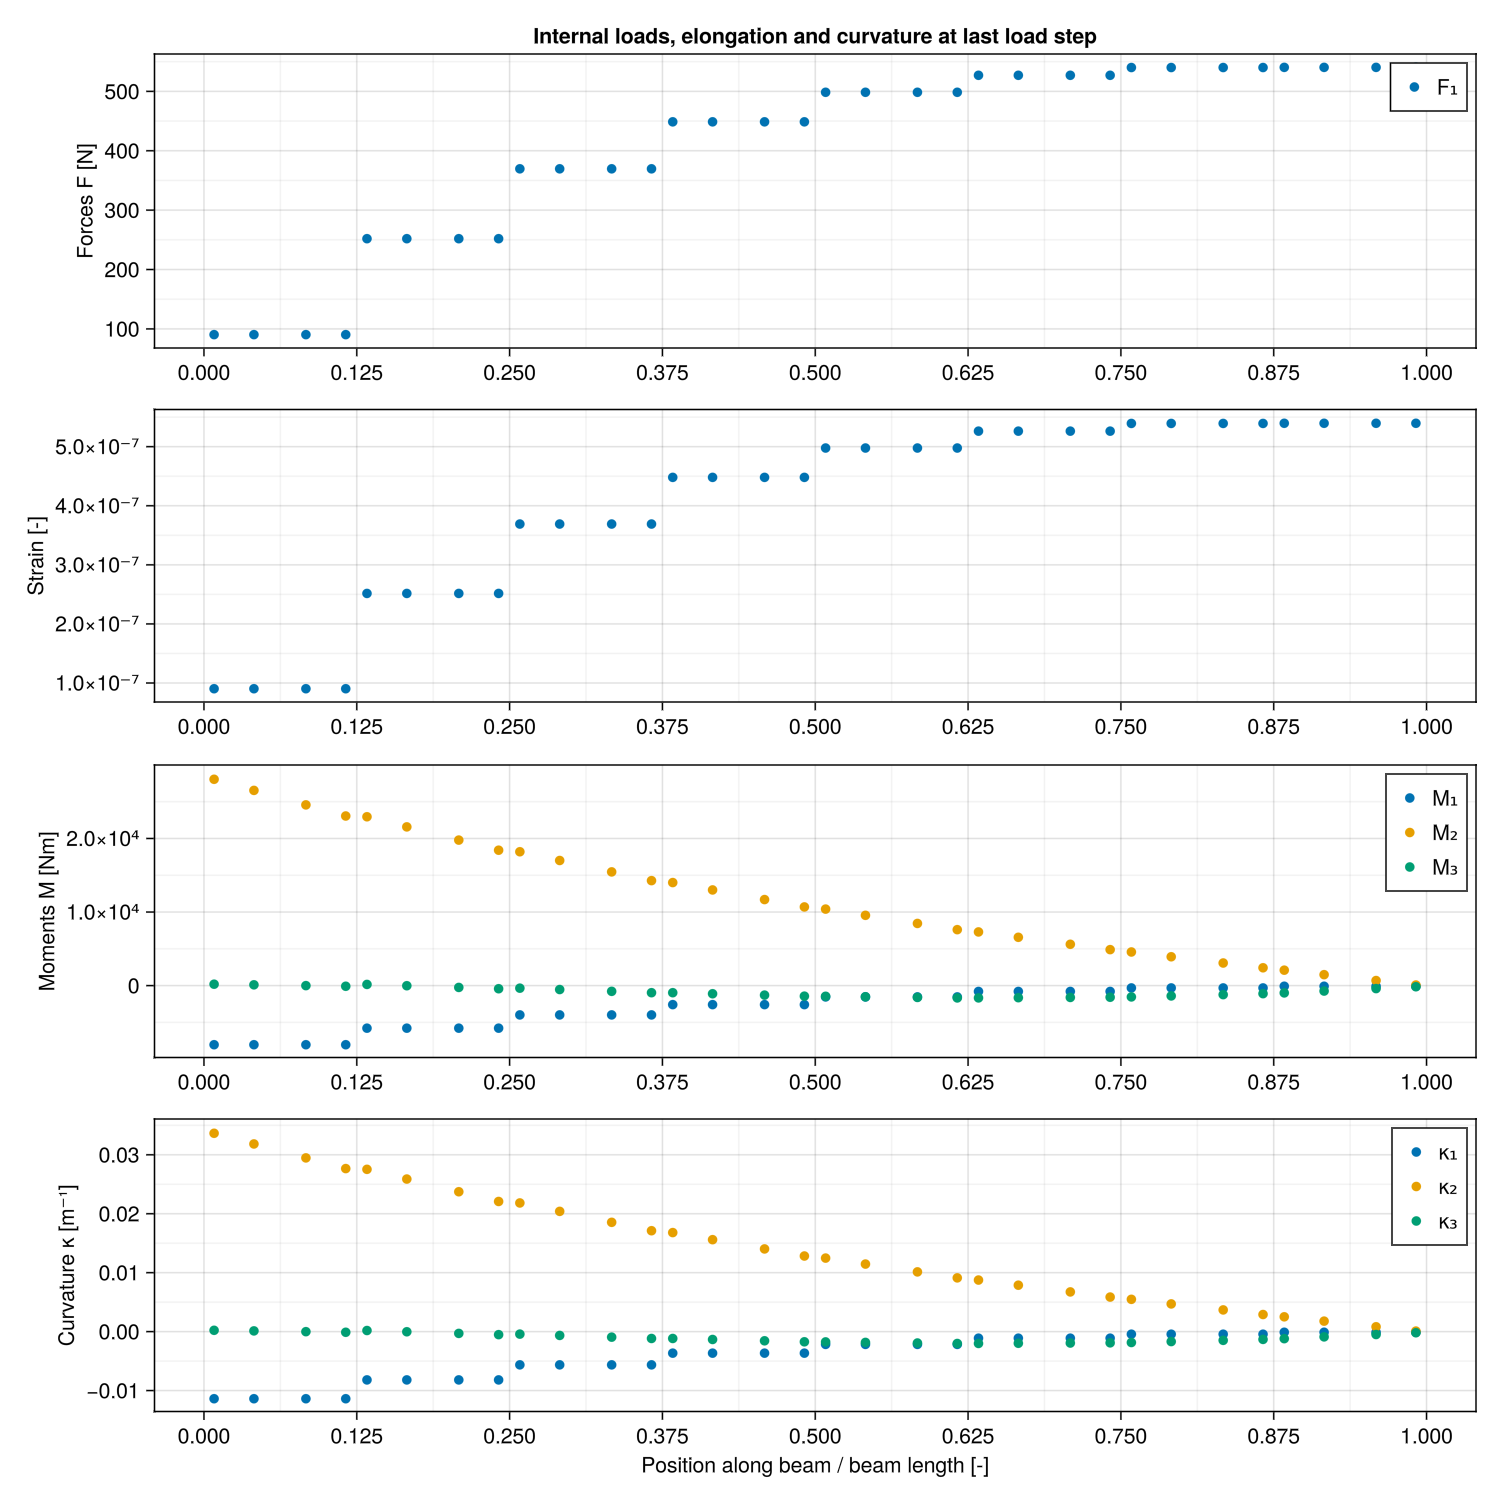 Internal loads, elongation and curvature at last load step
Forces F [N]
500
400
300
200
100
F₁
0.000 0.125 0.250 0.375 0.500 0.625 0.750 0.875 1.000
Strain [-]
5.0×10⁻⁷
4.0×10⁻⁷
3.0×10⁻⁷
2.0×10⁻⁷
1.0×10⁻⁷
0.000 0.125 0.250 0.375 0.500 0.625 0.750 0.875 1.000
Moments M [Nm]
2.0×10⁴
1.0×10⁴
0
M₁
M₂
M₃
0.000 0.125 0.250 0.375 0.500 0.625 0.750 0.875 1.000
Curvature κ [m⁻¹]
0.03
0.02
0.01
0.00
−0.01
κ₁
κ₂
κ₃
0.000 0.125 0.250 0.375 0.500 0.625 0.750 0.875 1.000
Position along beam / beam length [-]